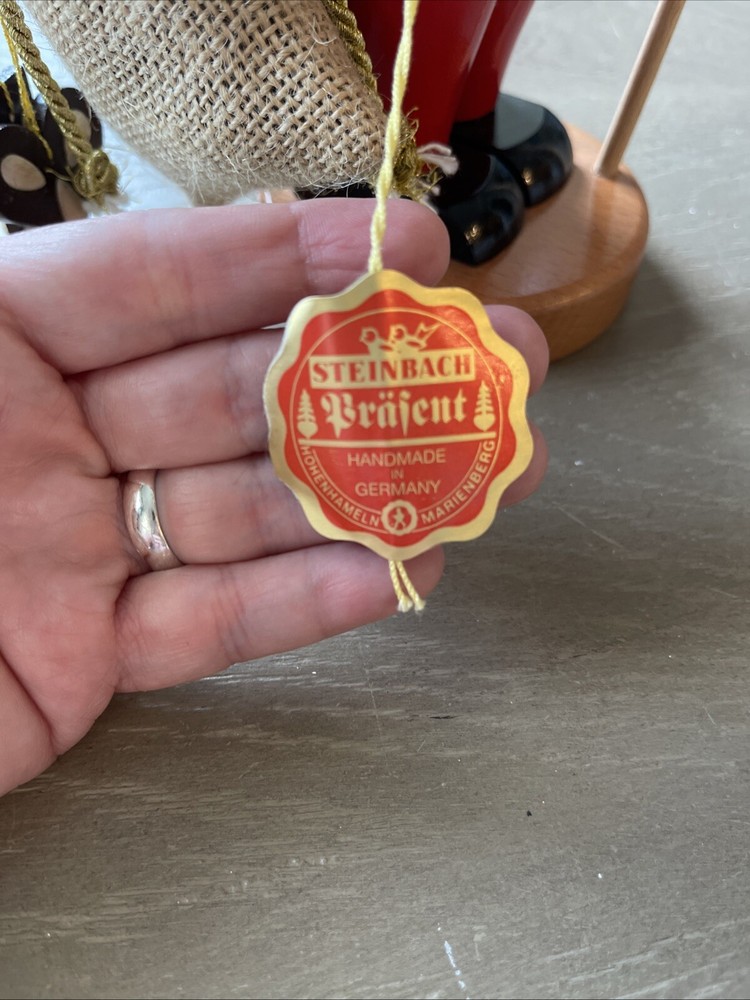 STEINBACH
Präſent
HANDMADE
IN
GERMANY
HOHENHAMELN MARIENBERG